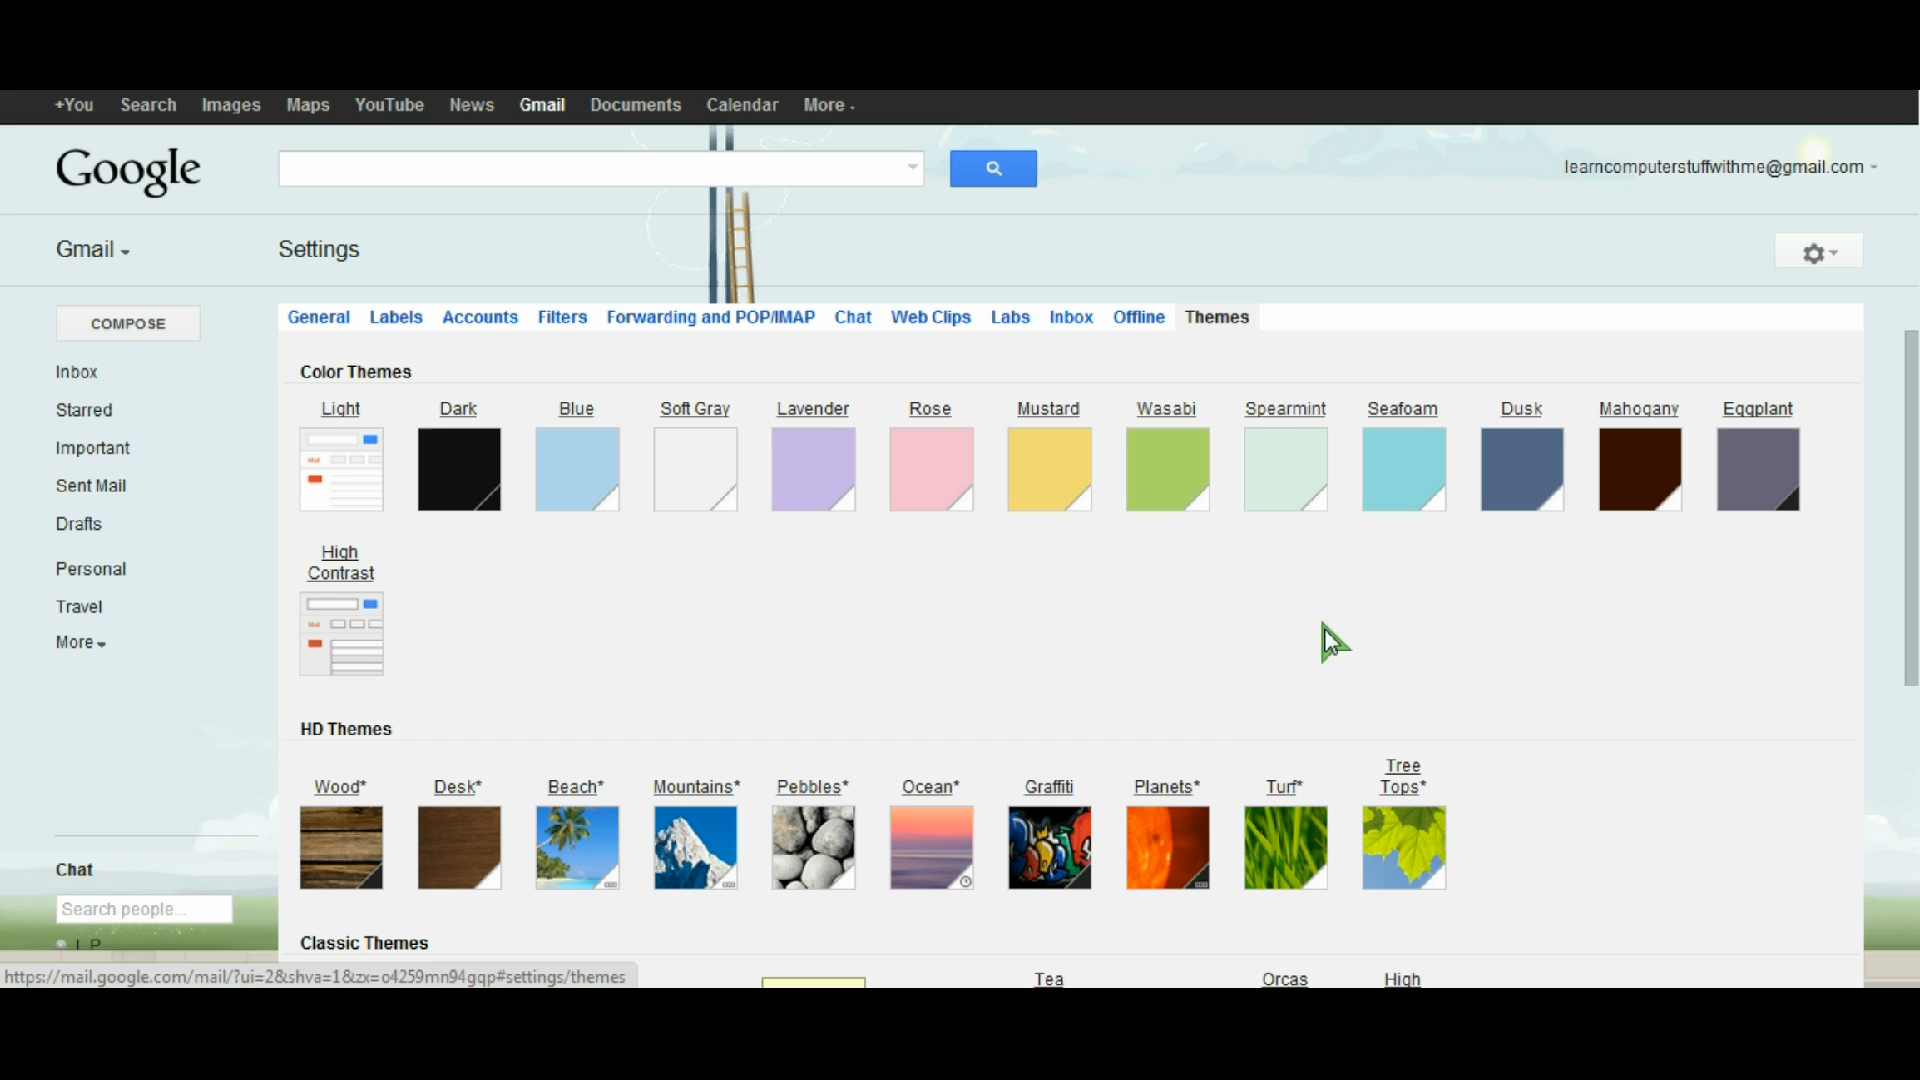 +You Search Images Maps YouTube News Gmail Documents Calendar More
Google
learncomputerstuffwithme@gmail.com
Gmail
Settings
COMPOSE
General Labels Accounts Filters Forwarding and POP/IMAP Chat Web Clips Labs Inbox Offline Themes
Inbox
Starred
Important
Sent Mail
Drafts
Personal
Travel
More
Color Themes
Light Dark Blue Soft Gray Lavender Rose Mustard Wasabi Spearmint Seafoam Dusk Mahogany Eggplant
High
Contrast
HD Themes
Wood* Desk* Beach* Mountains* Pebbles* Ocean* Graffiti Planets* Turf* Tree
Tops*
Chat
Search people...
Classic Themes
Tea Orcas High
https://mail.google.com/mail/?ui=2&shva=1&zx=o4259mn94gqp#settings/themes